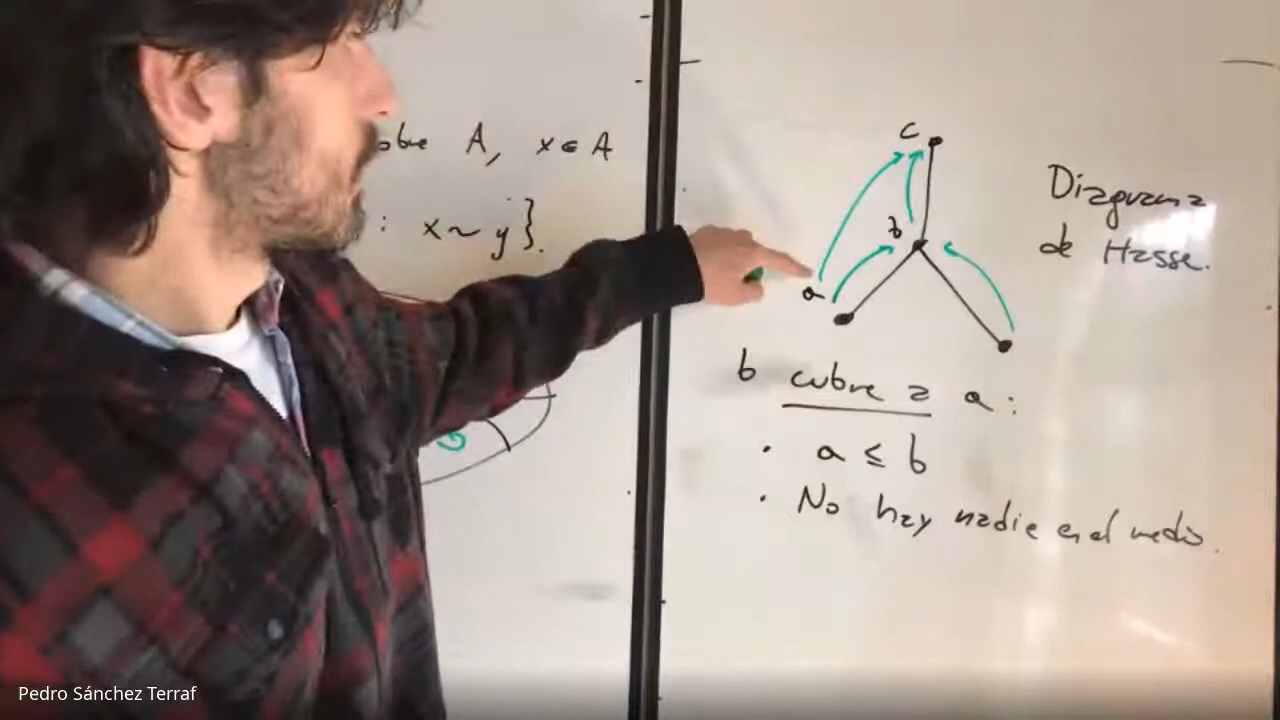 obre A, x ∈ A
: x ~ y}.
c
b
a
Diagrama
de Hasse.
b cubre a a:
• a ≤ b
• No hay nadie en el medio.
Pedro Sánchez Terraf